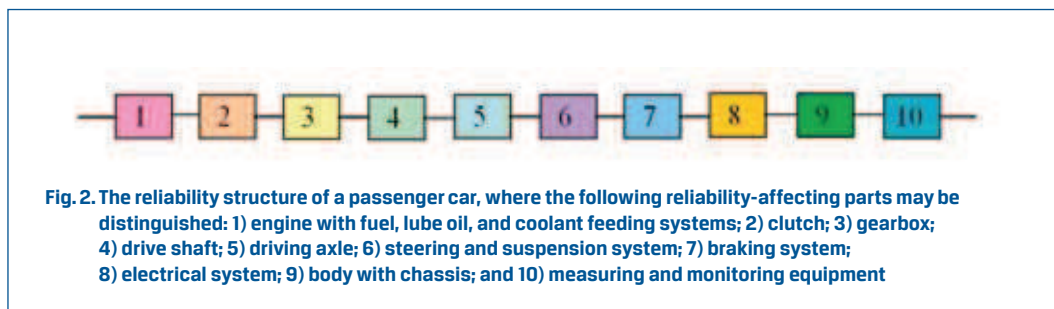 1 2 3 4 5 6 7 8 9 10
Fig. 2. The reliability structure of a passenger car, where the following reliability-affecting parts may be
distinguished: 1) engine with fuel, lube oil, and coolant feeding systems; 2) clutch; 3) gearbox;
4) drive shaft; 5) driving axle; 6) steering and suspension system; 7) braking system;
8) electrical system; 9) body with chassis; and 10) measuring and monitoring equipment